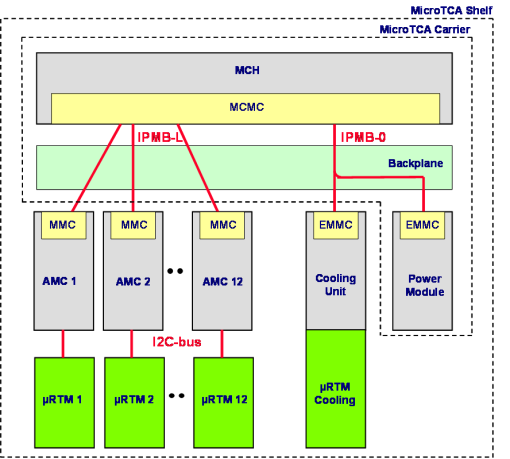 MicroTCA Shelf
MicroTCA Carrier
MCH
MCMC
IPMB-L
IPMB-0
Backplane
MMC
MMC
MMC
EMMC
EMMC
AMC 1
AMC 2
AMC 12
Cooling
Unit
Power
Module
I2C-bus
µRTM 1
µRTM 2
µRTM 12
µRTM
Cooling